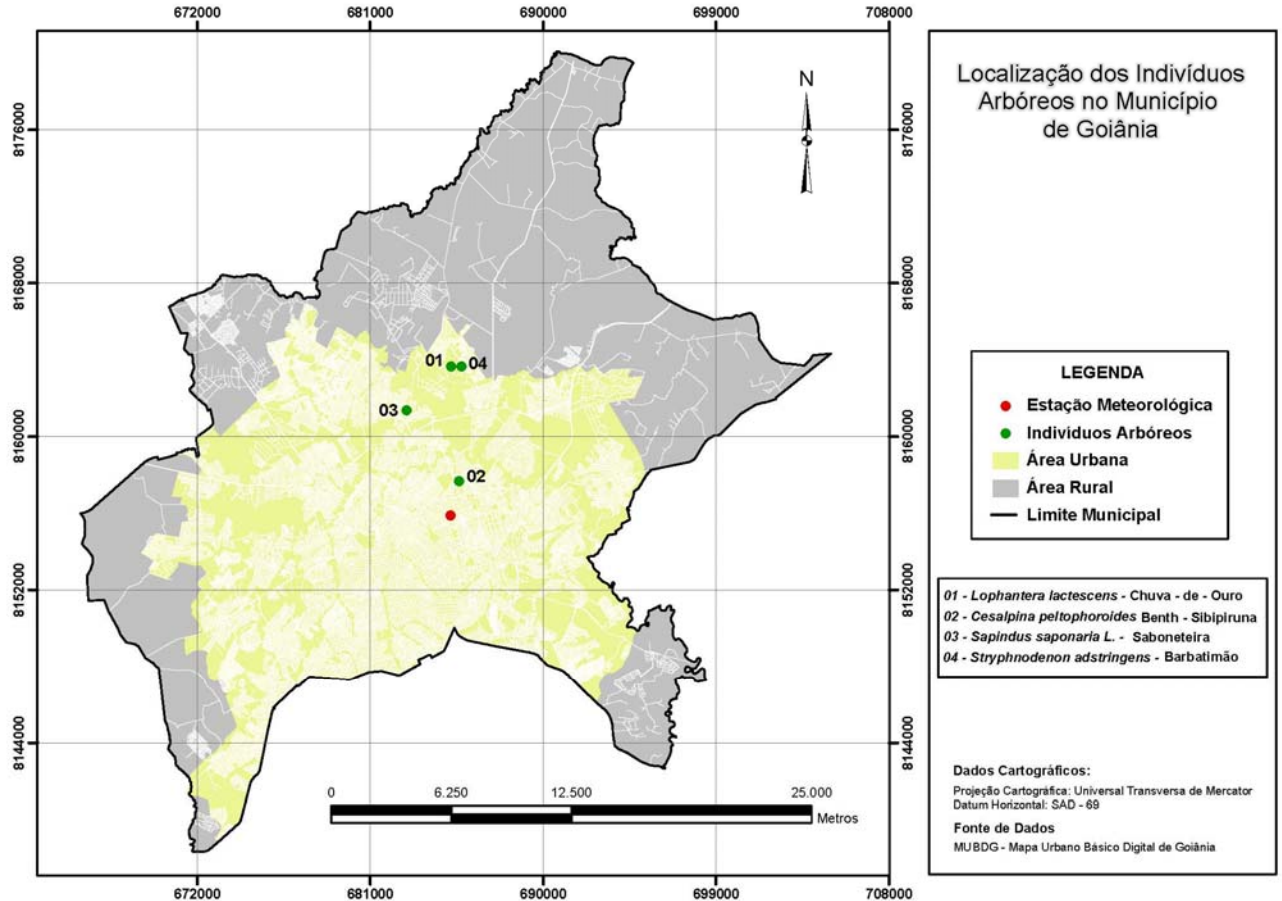 672000 681000 690000 699000 708000
8176000 8176000
8168000 8168000
8160000 8160000
8152000 8152000
8144000 8144000
N
01 04
03
02
0 6.250 12.500 25.000
Metros
672000 681000 690000 699000 708000
Localização dos Indivíduos
Arbóreos no Município
de Goiânia
LEGENDA
Estação Meteorológica
Indivíduos Arbóreos
Área Urbana
Área Rural
Limite Municipal
01 - Lophantera lactescens - Chuva - de - Ouro
02 - Cesalpina peltophoroides Benth - Sibipiruna
03 - Sapindus saponaria L. - Saboneteira
04 - Stryphnodenon adstringens - Barbatimão
Dados Cartográficos:
Projeção Cartográfica: Universal Transversa de Mercator
Datum Horizontal: SAD - 69
Fonte de Dados
MUBDG - Mapa Urbano Básico Digital de Goiânia